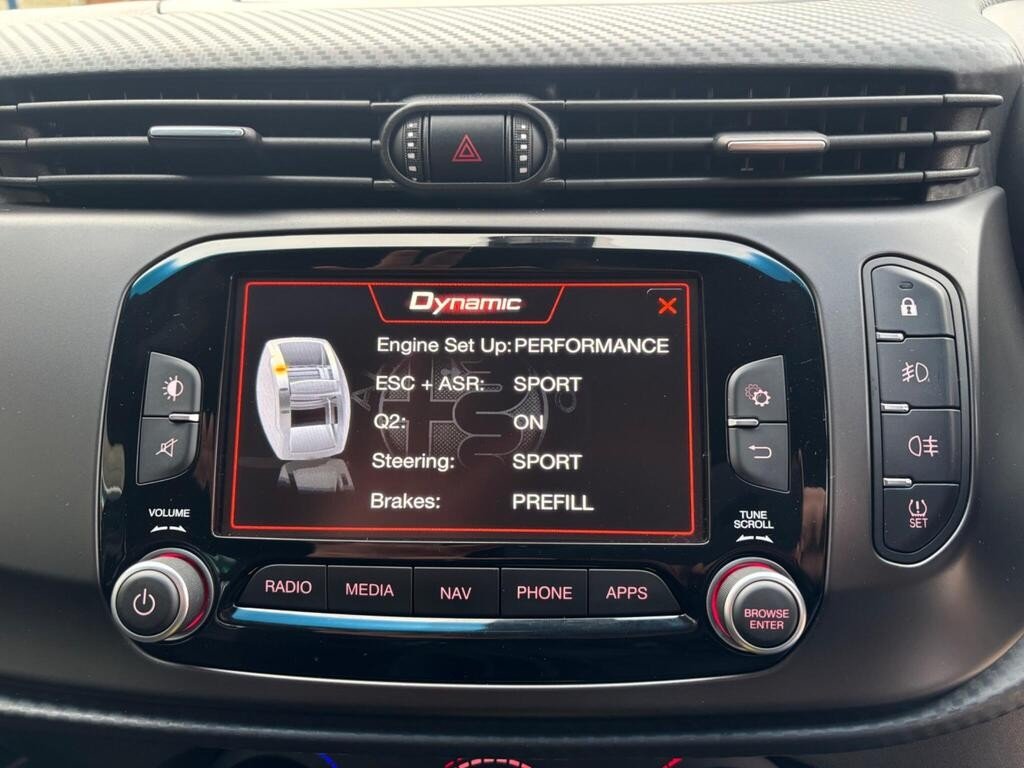 Dynamic
Engine Set Up: PERFORMANCE
ESC + ASR: SPORT
Q2: ON
Steering: SPORT
Brakes: PREFILL
VOLUME
TUNE
SCROLL
RADIO
MEDIA
NAV
PHONE
APPS
BROWSE
ENTER
SET